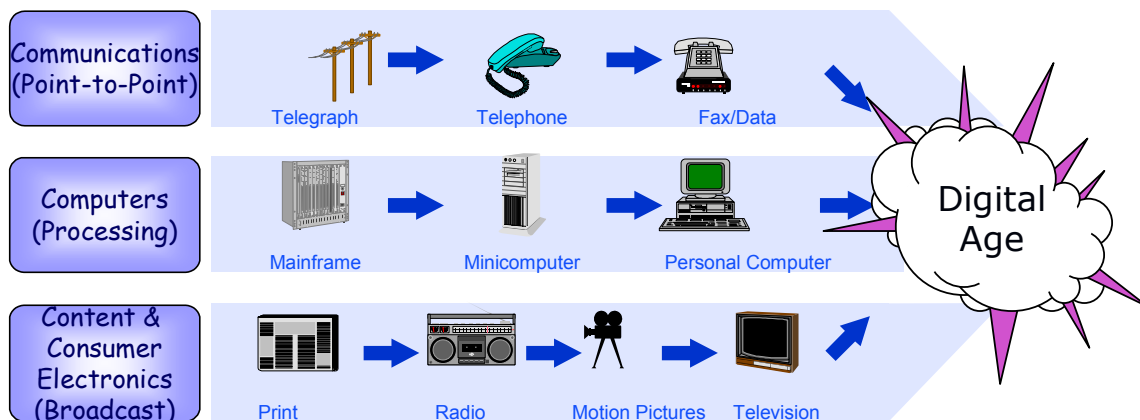 Communications
(Point-to-Point)
Telegraph
Telephone
Fax/Data
Computers
(Processing)
Mainframe
Minicomputer
Personal Computer
Content &
Consumer
Electronics
(Broadcast)
Print
Radio
Motion Pictures
Television
Digital
Age